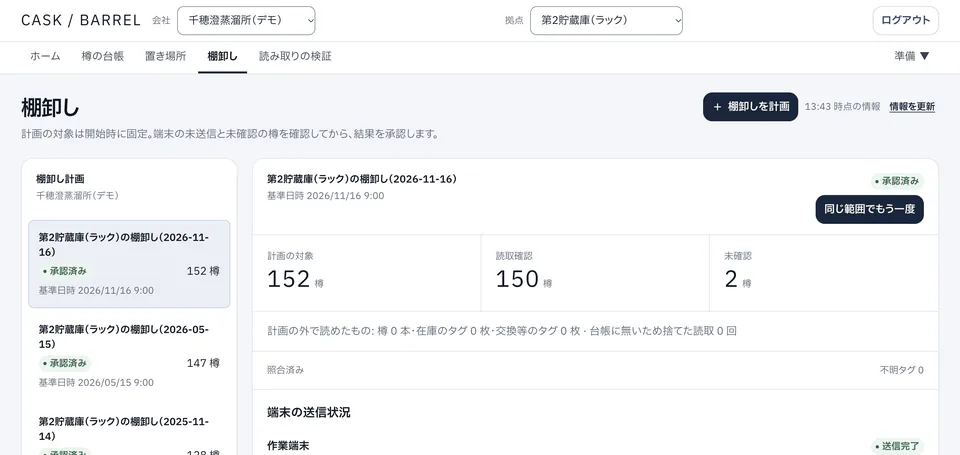 CASK / BARREL 会社 千穂澄蒸溜所(デモ) 拠点 第2貯蔵庫(ラック) ログアウト
ホーム 樽の台帳 置き場所 棚卸し 読み取りの検証 準備 ▼
棚卸し
+ 棚卸しを計画 13:43 時点の情報 情報を更新
計画の対象は開始時に固定。端末の未送信と未確認の樽を確認してから、結果を承認します。
棚卸し計画
千穂澄蒸溜所(デモ)
第2貯蔵庫(ラック)の棚卸し(2026-11-
16)
承認済み 152 樽
基準日時 2026/11/16 9:00
第2貯蔵庫(ラック)の棚卸し(2026-05-
15)
承認済み 147 樽
基準日時 2026/05/15 9:00
第2貯蔵庫(ラック)の棚卸し(2025-11-
14)
承認済み 128 樽
第2貯蔵庫(ラック)の棚卸し(2026-11-16)
基準日時 2026/11/16 9:00
承認済み
同じ範囲でもう一度
計画の対象
152 樽
読取確認
150 樽
未確認
2 樽
計画の外で読めたもの: 樽 0 本・在庫のタグ 0 枚・交換等のタグ 0 枚・台帳に無いため捨てた読取 0 回
照合済み 不明タグ 0
端末の送信状況
作業端末 送信完了